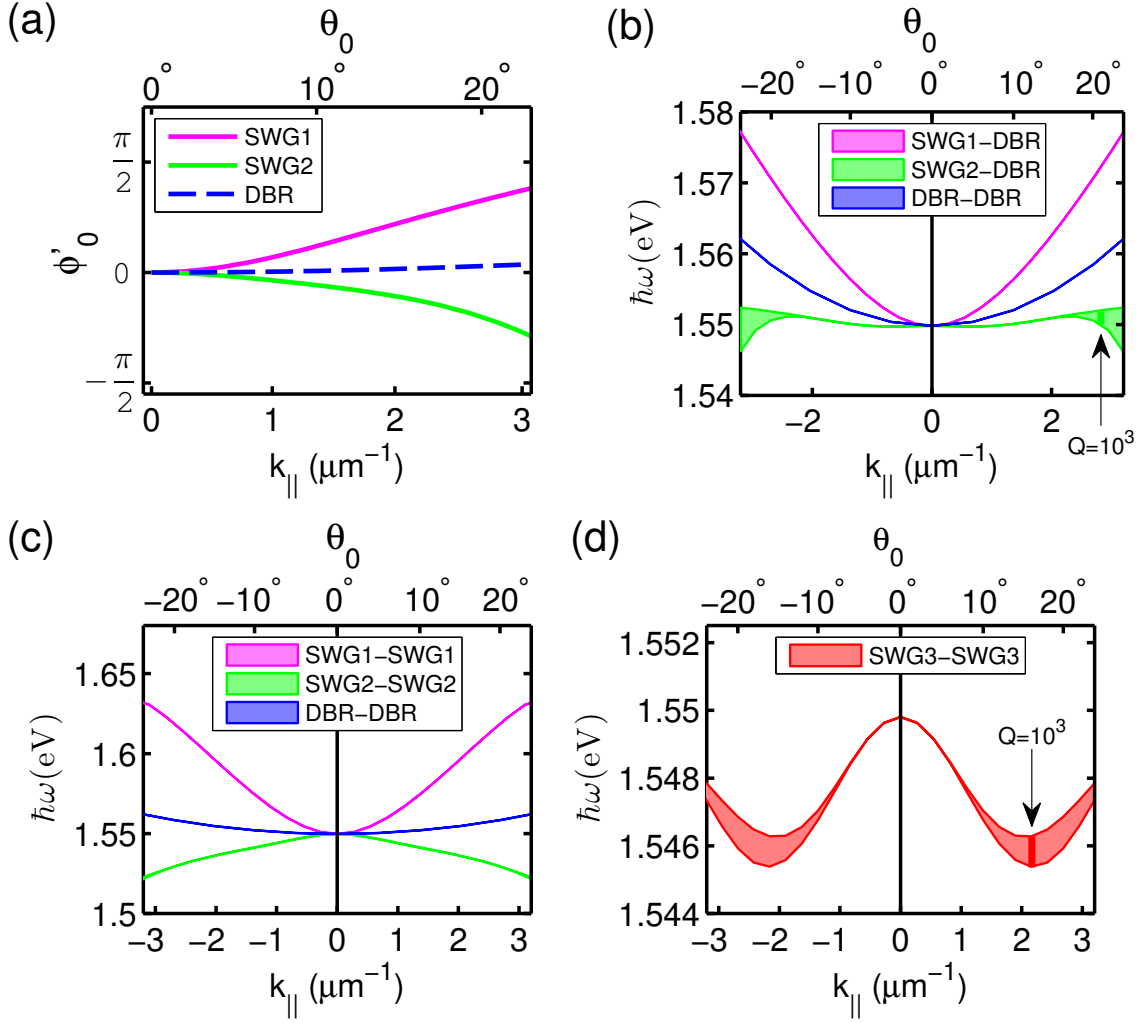 (a)
θ₀
0° 10° 20°
SWG1
SWG2
DBR
ϕ'₀
π/2
0
−π/2
0 1 2 3
k|| (μm⁻¹)
(b)
θ₀
−20° −10° 0° 10° 20°
SWG1−DBR
SWG2−DBR
DBR−DBR
ħω(eV)
1.58
1.57
1.56
1.55
1.54
−2 0 2
Q=10³
k|| (μm⁻¹)
(c)
θ₀
−20° −10° 0° 10° 20°
SWG1−SWG1
SWG2−SWG2
DBR−DBR
ħω(eV)
1.65
1.6
1.55
1.5
−3 −2 −1 0 1 2 3
k|| (μm⁻¹)
(d)
θ₀
−20° −10° 0° 10° 20°
SWG3−SWG3
Q=10³
ħω(eV)
1.552
1.55
1.548
1.546
1.544
−3 −2 −1 0 1 2 3
k|| (μm⁻¹)